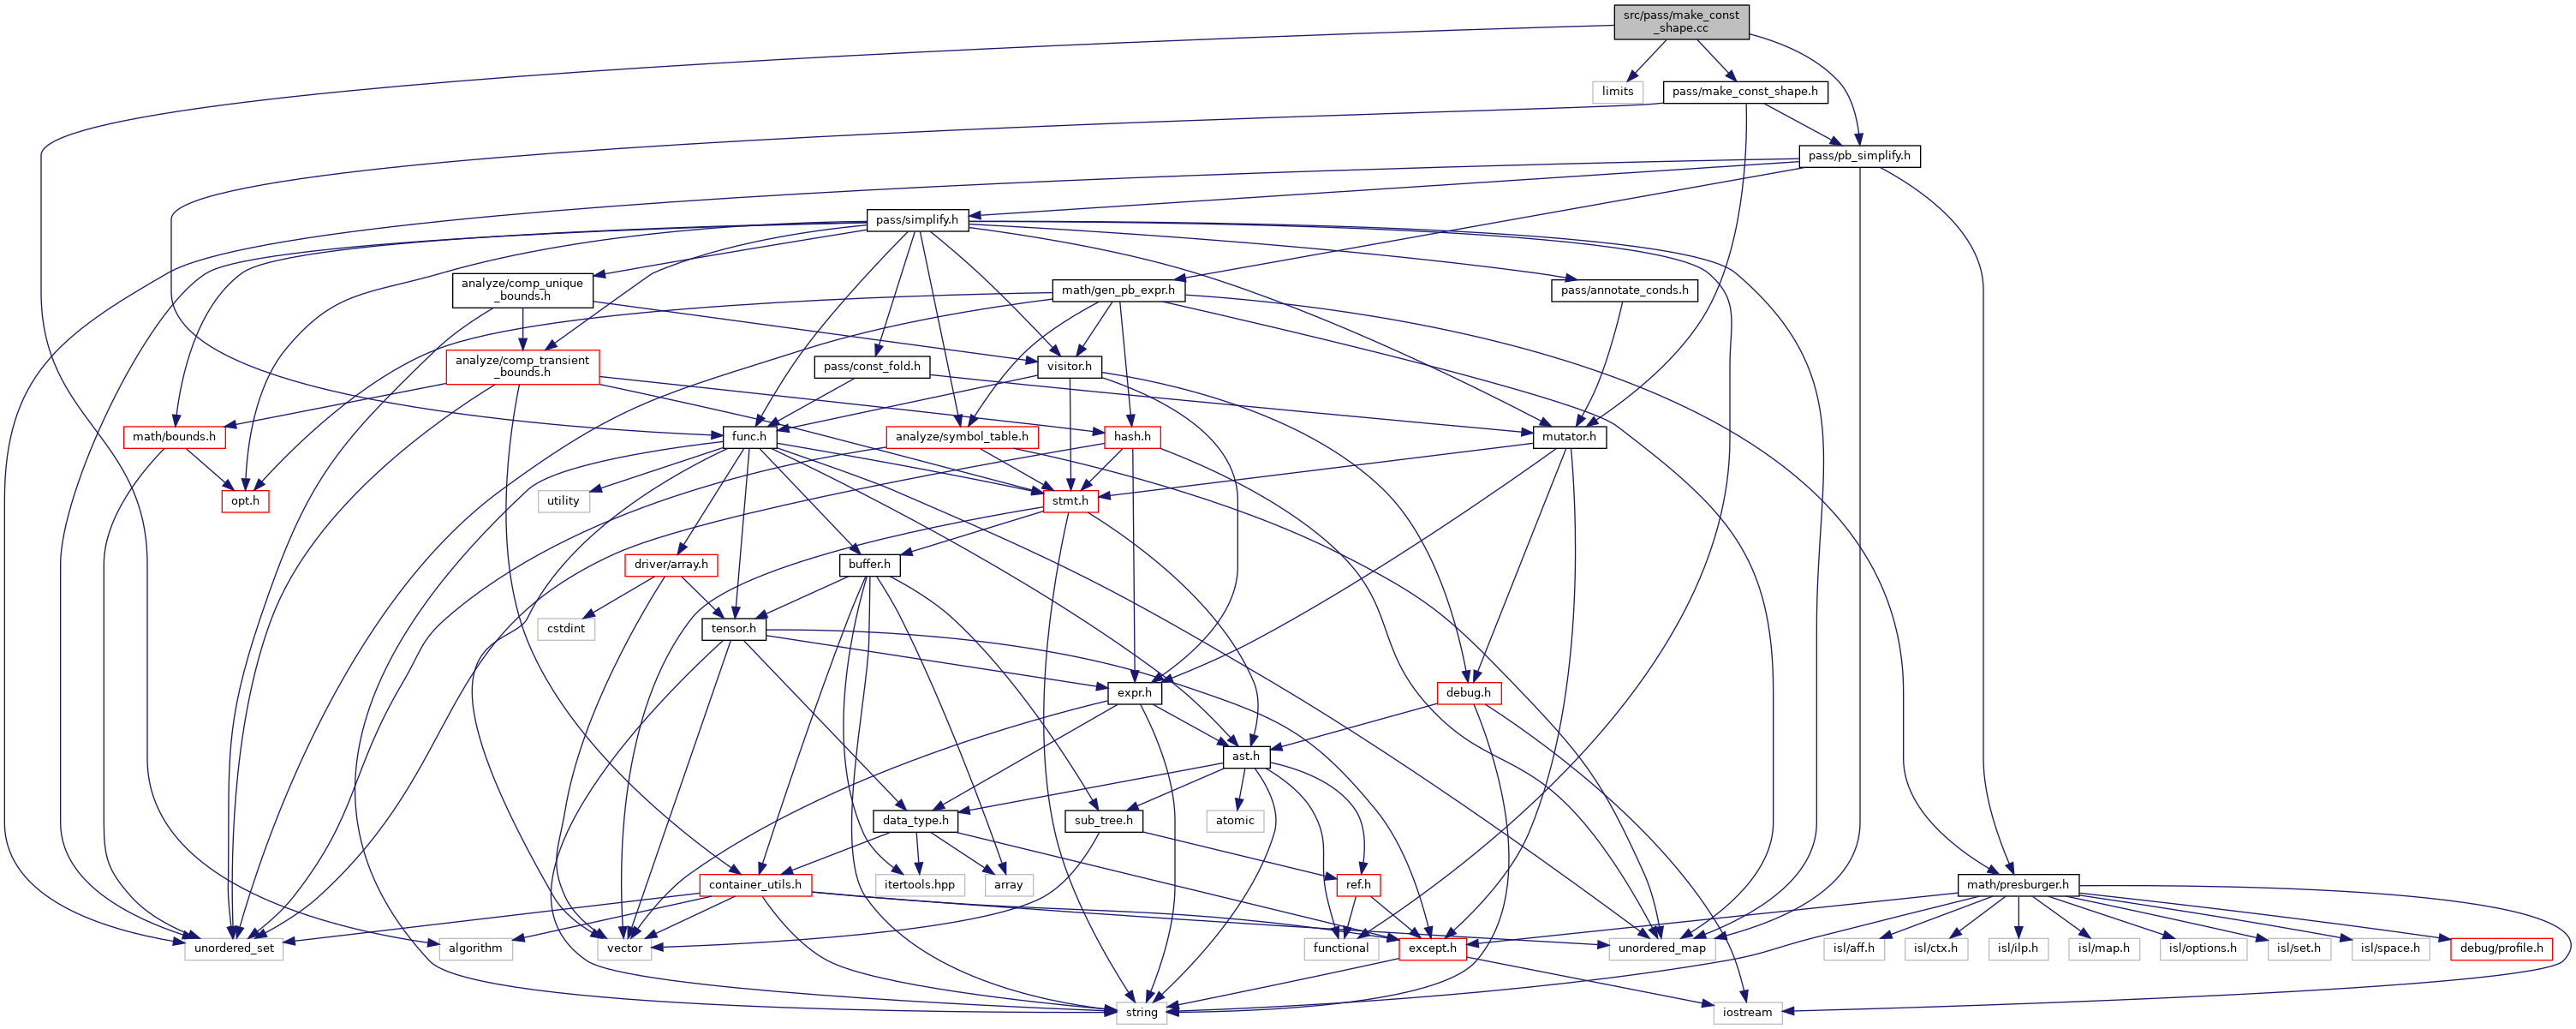 src/pass/make_const
_shape.cc
limits
pass/make_const_shape.h
pass/pb_simplify.h
pass/simplify.h
analyze/comp_unique
_bounds.h
math/gen_pb_expr.h
pass/annotate_conds.h
analyze/comp_transient
_bounds.h
pass/const_fold.h
visitor.h
math/bounds.h
func.h
analyze/symbol_table.h
hash.h
mutator.h
opt.h
utility
stmt.h
driver/array.h
buffer.h
cstdint
tensor.h
expr.h
debug.h
ast.h
data_type.h
sub_tree.h
atomic
container_utils.h
itertools.hpp
array
ref.h
math/presburger.h
unordered_set
algorithm
vector
functional
except.h
unordered_map
isl/aff.h
isl/ctx.h
isl/ilp.h
isl/map.h
isl/options.h
isl/set.h
isl/space.h
debug/profile.h
string
iostream